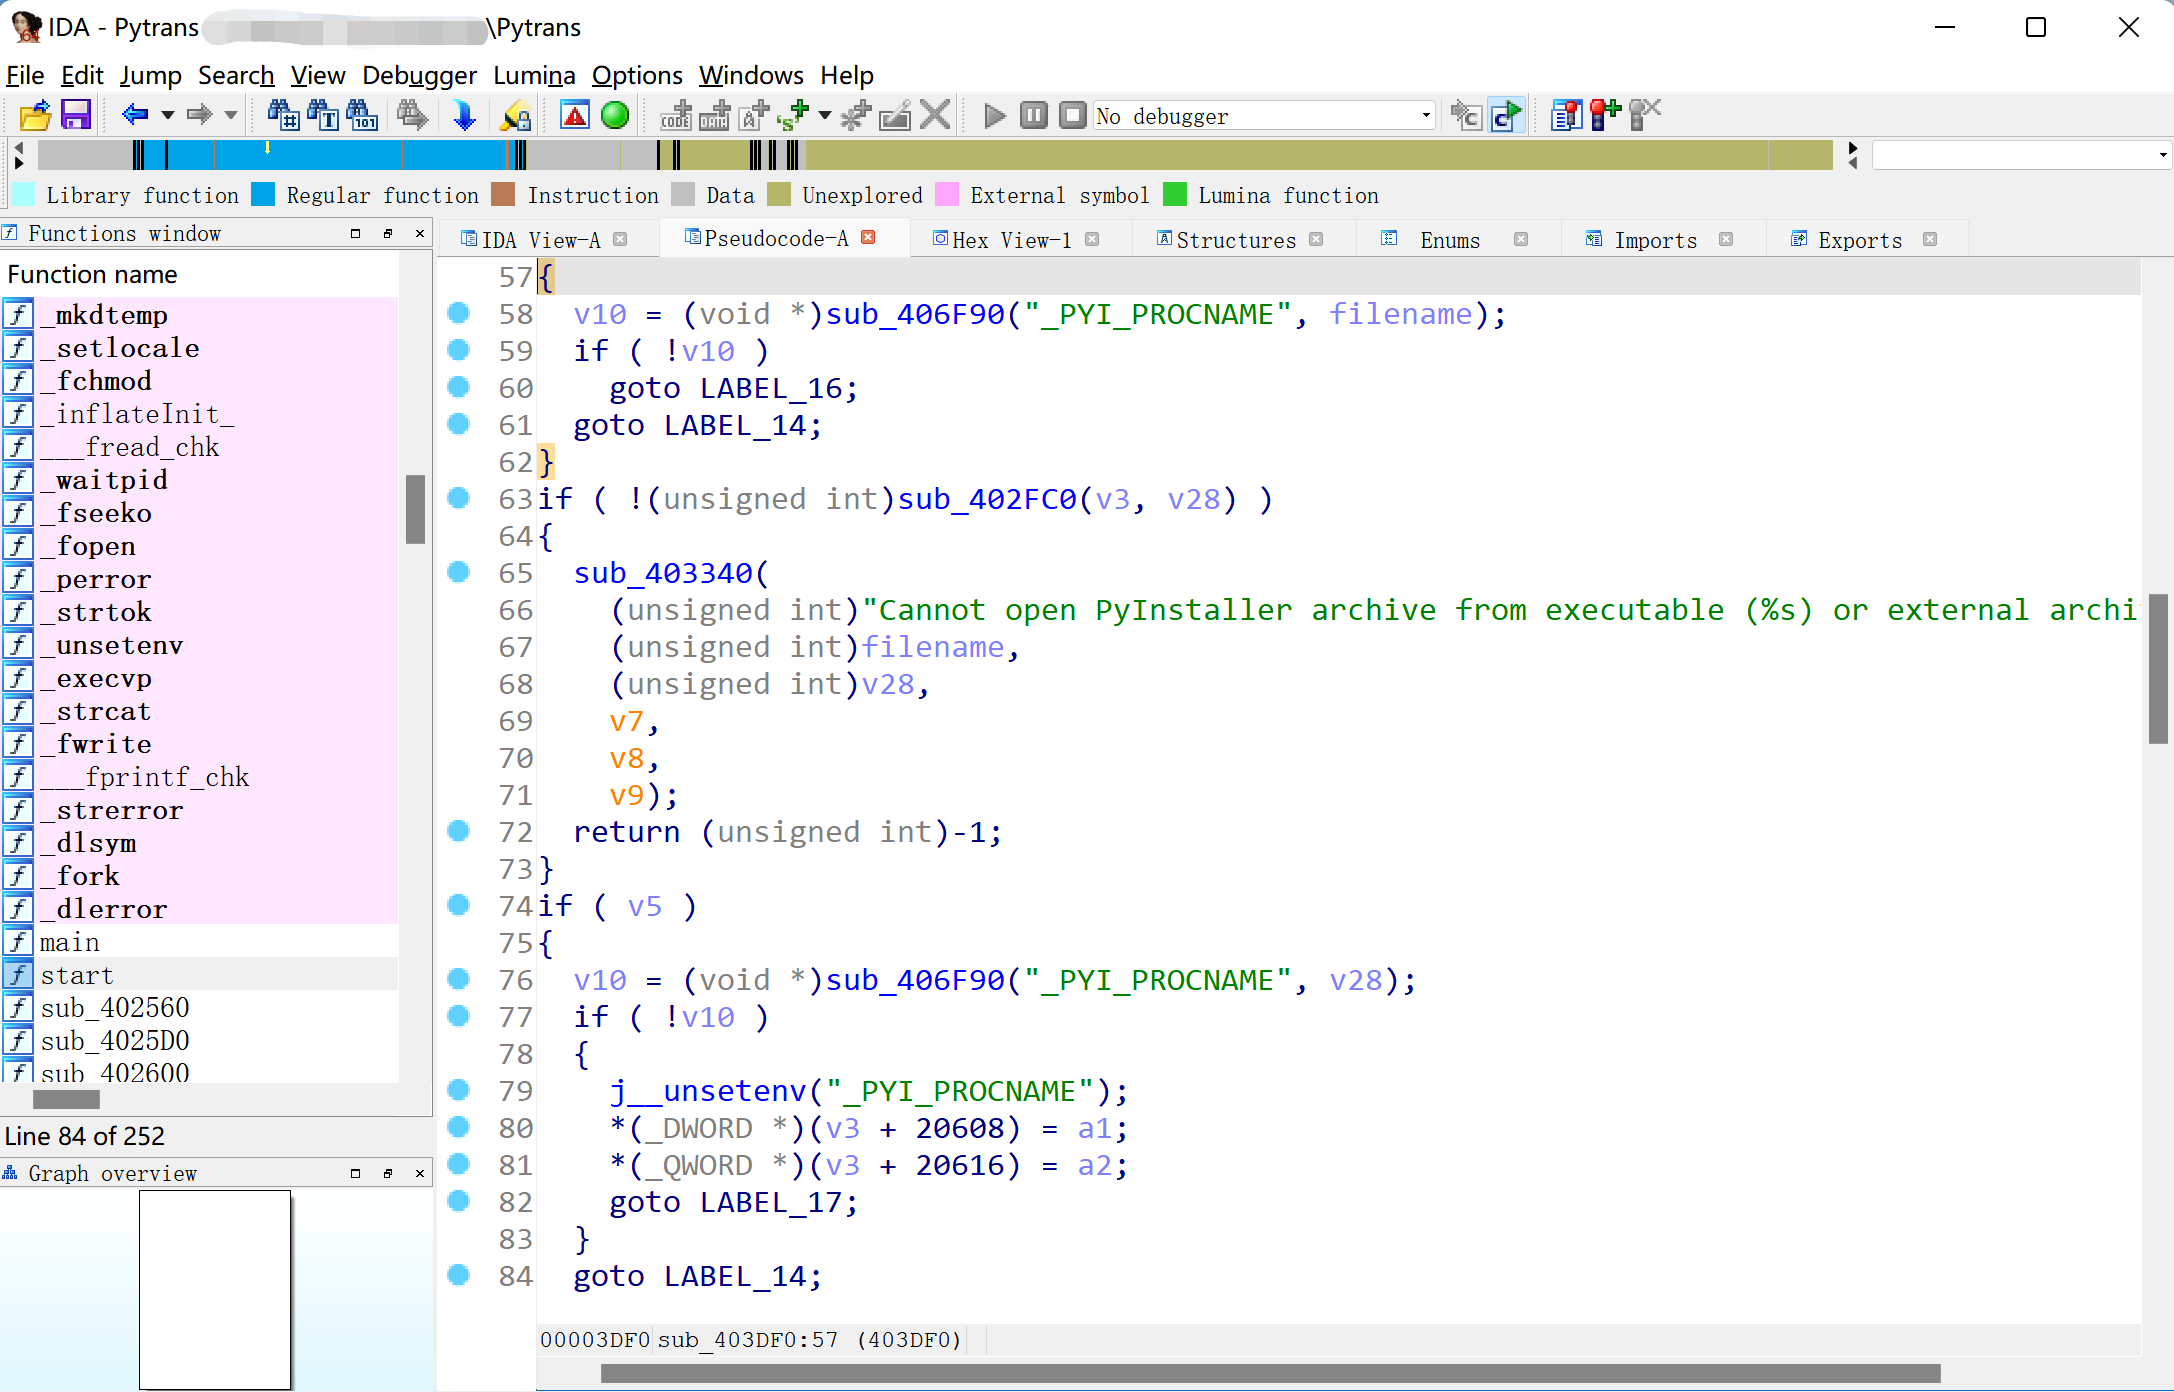 IDA - Pytrans
\Pytrans
File Edit Jump Search View Debugger Lumina Options Windows Help
No debugger
Library function Regular function Instruction Data Unexplored External symbol Lumina function
Functions window
IDA View-A Pseudocode-A Hex View-1 Structures Enums Imports Exports
Function name
_mkdtemp
_setlocale
_fchmod
_inflateInit_
___fread_chk
_waitpid
_fseeko
_fopen
_perror
_strtok
_unsetenv
_execvp
_strcat
_fwrite
___fprintf_chk
_strerror
_dlsym
_fork
_dlerror
main
start
sub_402560
sub_4025D0
sub_402600
Line 84 of 252
Graph overview
57 {
58 v10 = (void *)sub_406F90("_PYI_PROCNAME", filename);
59 if ( !v10 )
60 goto LABEL_16;
61 goto LABEL_14;
62 }
63 if ( !(unsigned int)sub_402FC0(v3, v28) )
64 {
65 sub_403340(
66 (unsigned int)"Cannot open PyInstaller archive from executable (%s) or external archi
67 (unsigned int)filename,
68 (unsigned int)v28,
69 v7,
70 v8,
71 v9);
72 return (unsigned int)-1;
73 }
74 if ( v5 )
75 {
76 v10 = (void *)sub_406F90("_PYI_PROCNAME", v28);
77 if ( !v10 )
78 {
79 j__unsetenv("_PYI_PROCNAME");
80 *(_DWORD *)(v3 + 20608) = a1;
81 *(_QWORD *)(v3 + 20616) = a2;
82 goto LABEL_17;
83 }
84 goto LABEL_14;
00003DF0 sub_403DF0:57 (403DF0)